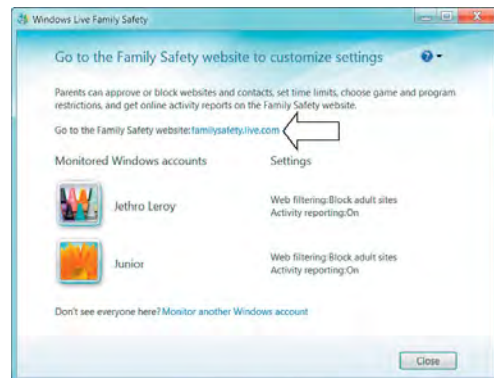 Windows Live Family Safety
Go to the Family Safety website to customize settings
Parents can approve or block websites and contacts, set time limits, choose game and program
restrictions, and get online activity reports on the Family Safety website.
Go to the Family Safety website:familysafety.live.com
Monitored Windows accounts
Settings
Jethro Leroy
Web filtering:Block adult sites
Activity reporting:On
Junior
Web filtering:Block adult sites
Activity reporting:On
Don't see everyone here? Monitor another Windows account
Close